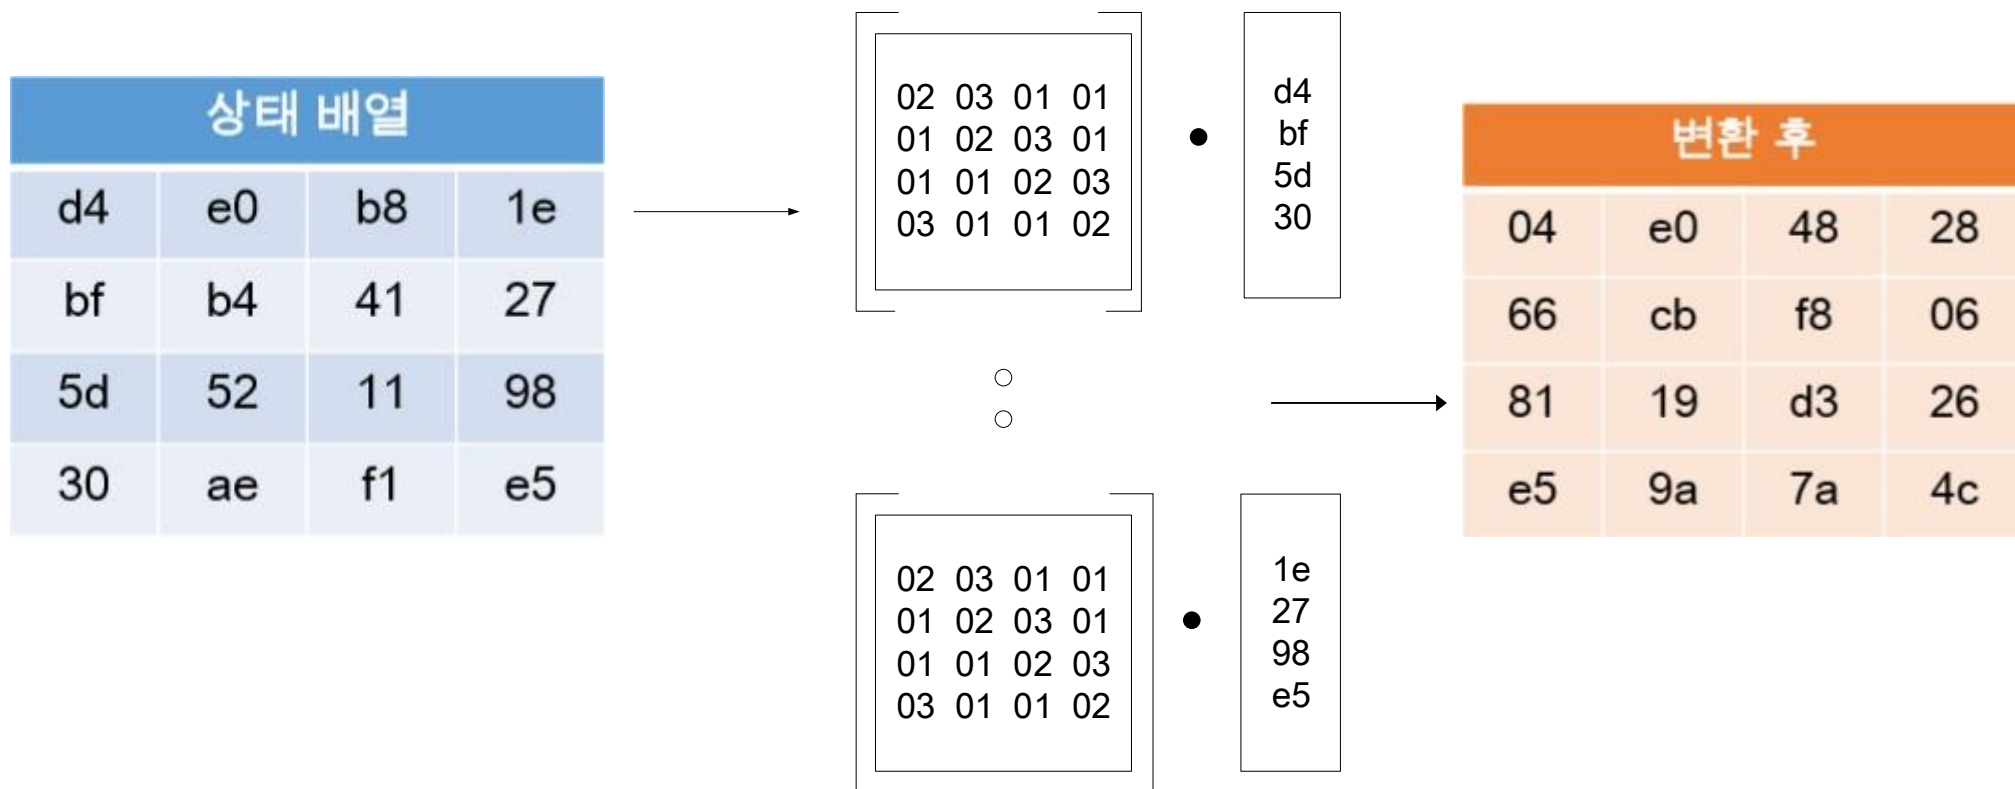 상태 배열
d4 e0 b8 1e
bf b4 41 27
5d 52 11 98
30 ae f1 e5
02 03 01 01
01 02 03 01
01 01 02 03
03 01 01 02
d4
bf
5d
30
02 03 01 01
01 02 03 01
01 01 02 03
03 01 01 02
1e
27
98
e5
변환 후
04 e0 48 28
66 cb f8 06
81 19 d3 26
e5 9a 7a 4c